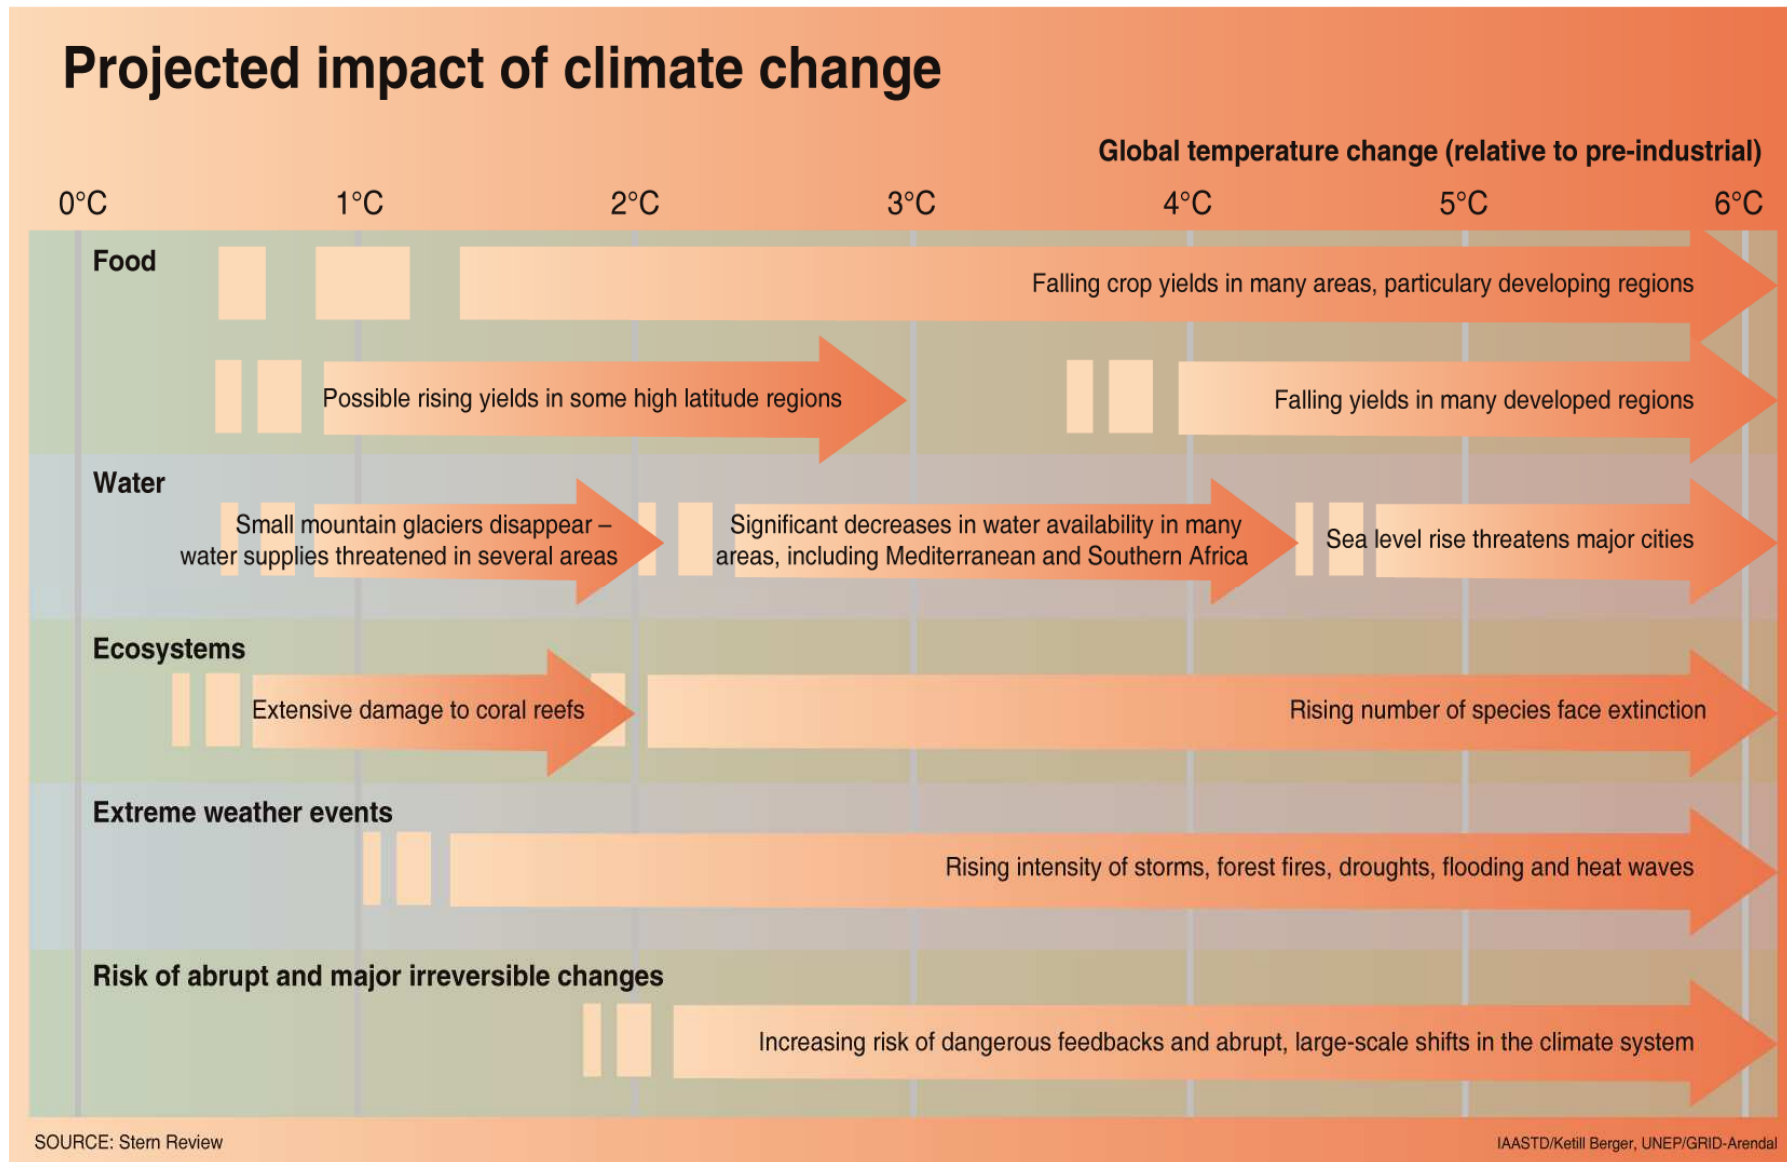 Projected impact of climate change
Global temperature change (relative to pre-industrial)
0°C 1°C 2°C 3°C 4°C 5°C 6°C
Food
Falling crop yields in many areas, particulary developing regions
Possible rising yields in some high latitude regions
Falling yields in many developed regions
Water
Small mountain glaciers disappear –
water supplies threatened in several areas
Significant decreases in water availability in many
areas, including Mediterranean and Southern Africa
Sea level rise threatens major cities
Ecosystems
Extensive damage to coral reefs
Rising number of species face extinction
Extreme weather events
Rising intensity of storms, forest fires, droughts, flooding and heat waves
Risk of abrupt and major irreversible changes
Increasing risk of dangerous feedbacks and abrupt, large-scale shifts in the climate system
SOURCE: Stern Review
IAASTD/Ketill Berger, UNEP/GRID-Arendal